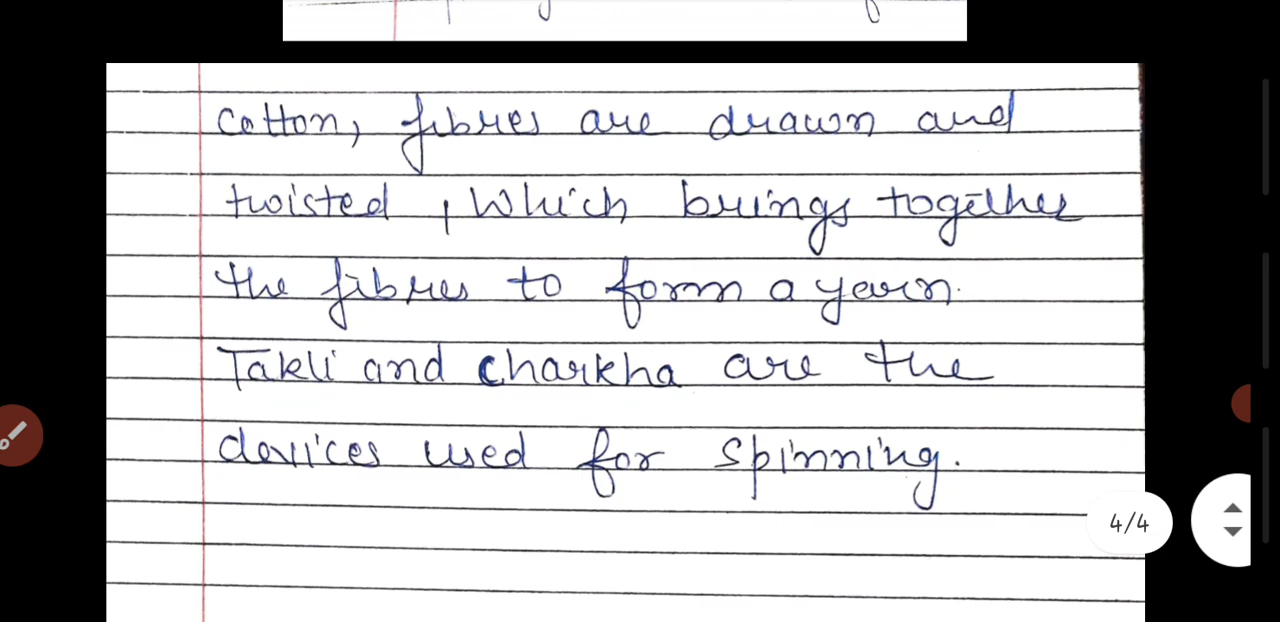 cotton, fibres are drawn and
twisted, which brings together
the fibres to form a yarn.
Takli and charkha are the
devices used for spinning.
4/4